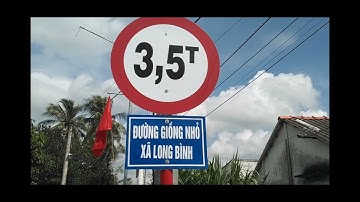 3,5T
ĐƯỜNG GIỒNG NHỎ
XÃ LONG BÌNH